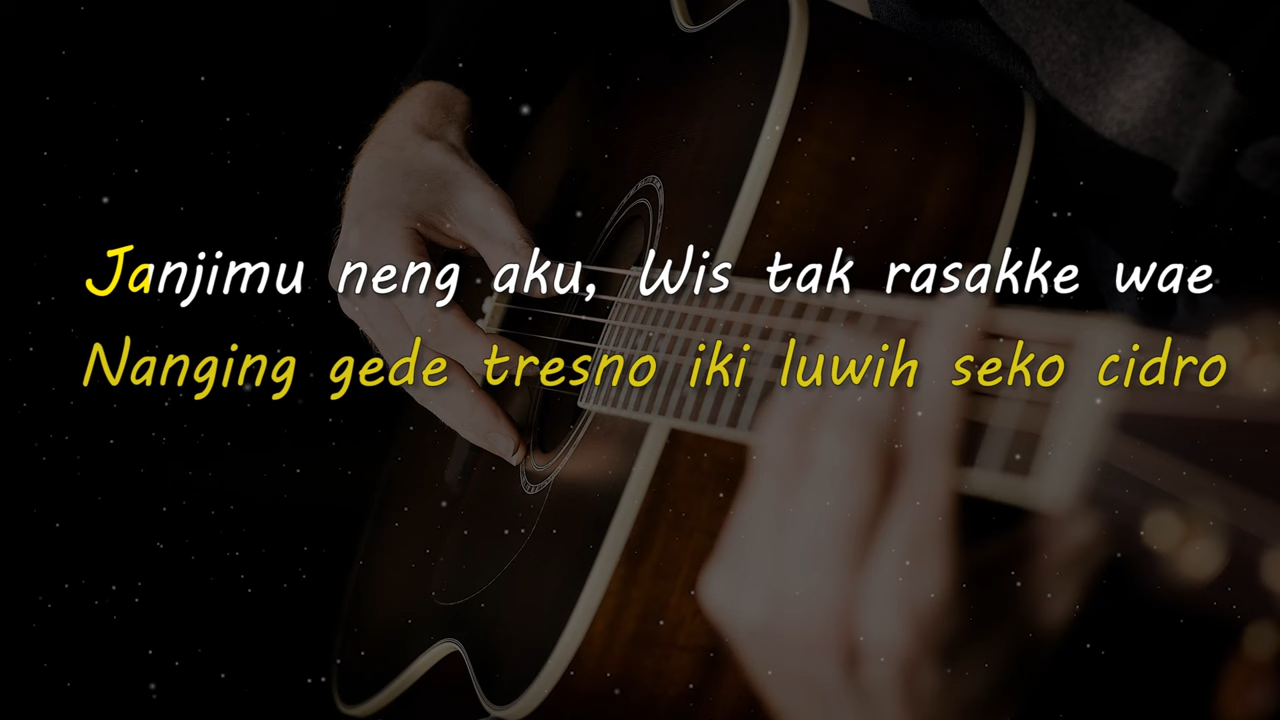 Janjimu neng aku, Wis tak rasakke wae
Nanging gede tresno iki luwih seko cidro